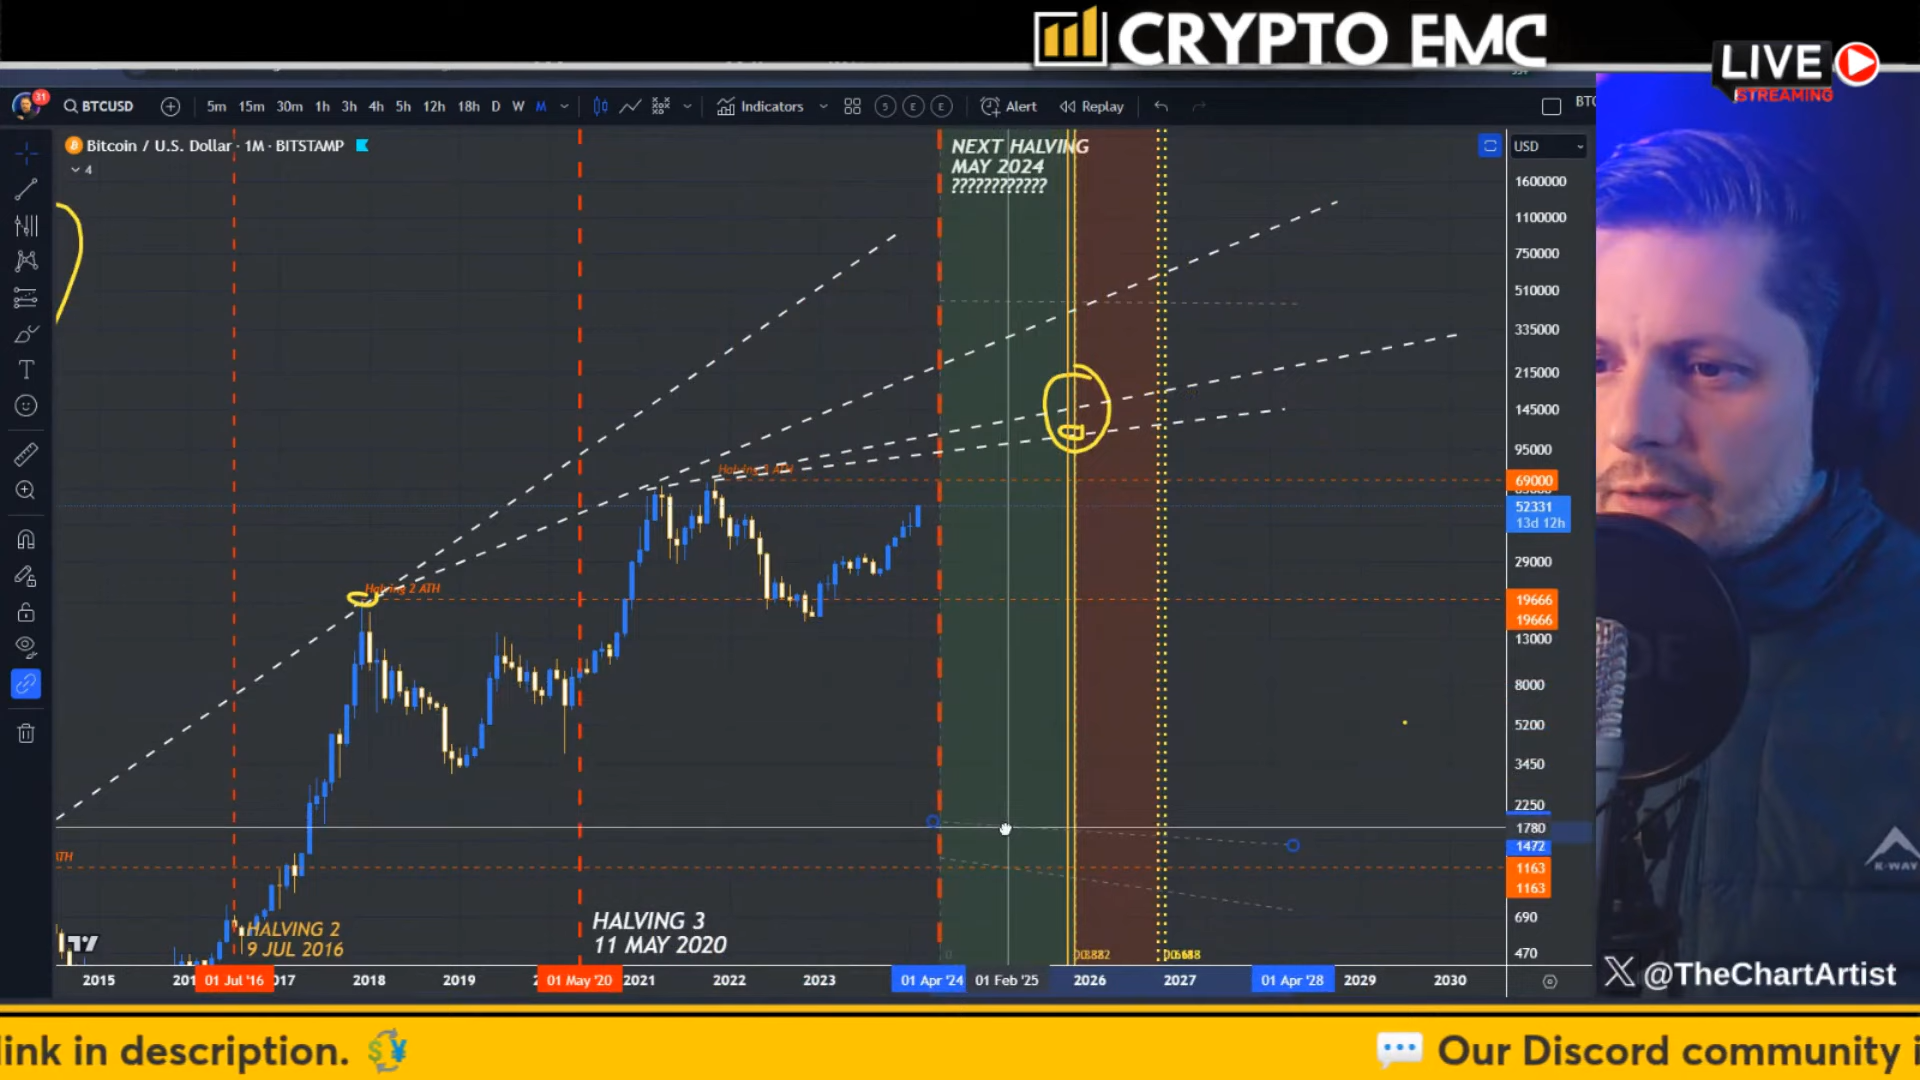 CRYPTO EMC
LIVE
STREAMING
31
BTCUSD
5m 15m 30m 1h 3h 4h 5h 12h 18h D W M
Indicators
S E E
Alert
Replay
Bitcoin / U.S. Dollar · 1M · BITSTAMP
4
USD
NEXT HALVING
MAY 2024
????????????
1600000
1100000
750000
510000
335000
215000
145000
95000
69000
52331
13d 12h
29000
19666
19666
13000
8000
5200
3450
2250
1780
1472
1163
1163
690
470
Halving 2 ATH
ATH
HALVING 2
9 JUL 2016
HALVING 3
11 MAY 2020
2015 01 Jul '16 2018 2019 01 May '20 2021 2022 2023 01 Apr '24 01 Feb '25 2026 2027 01 Apr '28 2029 2030
K-WAY
X @TheChartArtist
link in description.
Our Discord community